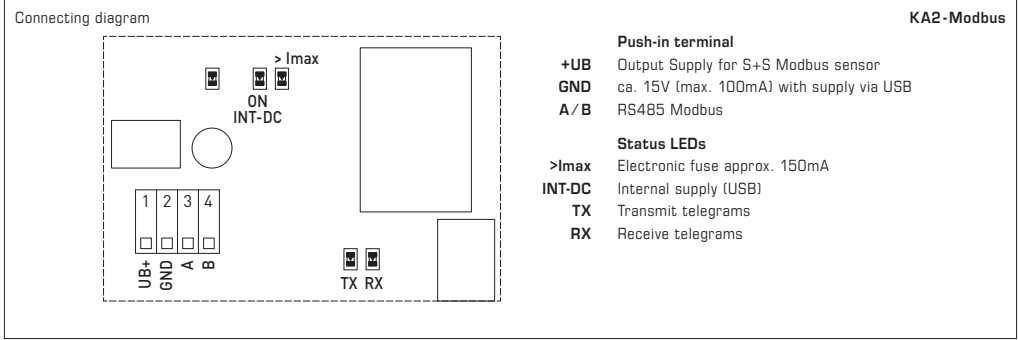 Connecting diagram
KA2-Modbus
> Imax
ON
INT-DC
1 2 3 4
UB+
GND
A
B
TX RX
Push-in terminal
+UB Output Supply for S+S Modbus sensor
GND ca. 15V (max. 100mA) with supply via USB
A/B RS485 Modbus
Status LEDs
>Imax Electronic fuse approx. 150mA
INT-DC Internal supply (USB)
TX Transmit telegrams
RX Receive telegrams